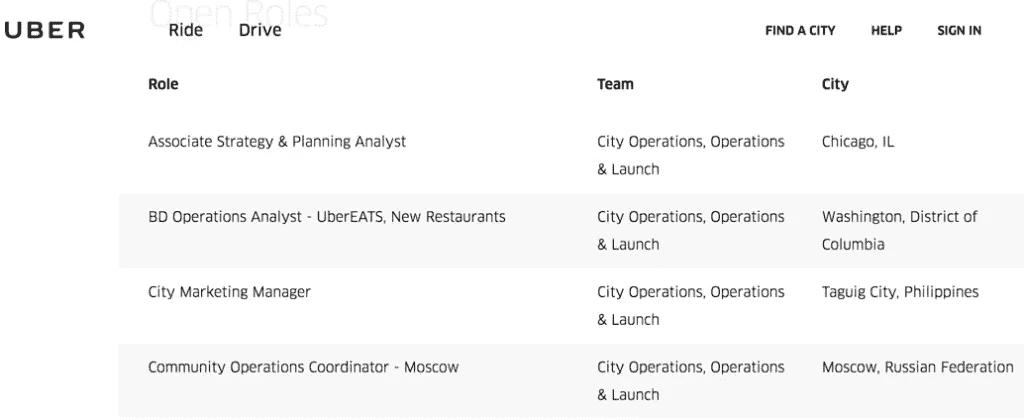 Open Roles
UBER Ride Drive FIND A CITY HELP SIGN IN
Role Team City
Associate Strategy & Planning Analyst City Operations, Operations Chicago, IL
& Launch
BD Operations Analyst - UberEATS, New Restaurants City Operations, Operations Washington, District of
& Launch Columbia
City Marketing Manager City Operations, Operations Taguig City, Philippines
& Launch
Community Operations Coordinator - Moscow City Operations, Operations Moscow, Russian Federation
& Launch